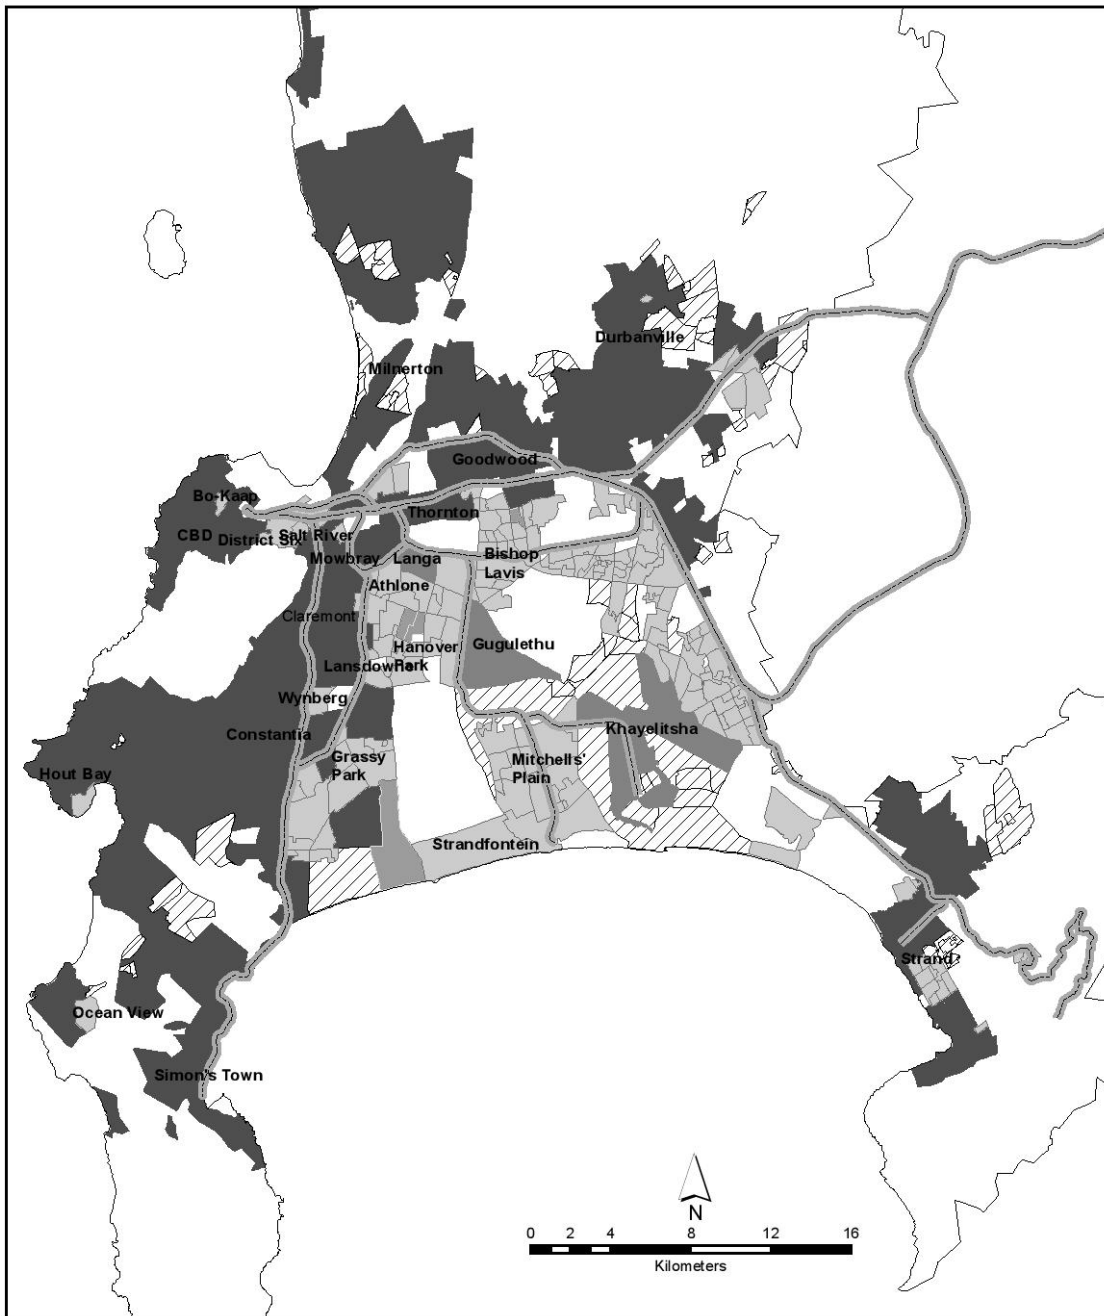 Durbanville
Milnerton
Goodwood
Bo-Kaap
Thornton
CBD
District Six
Salt River
Mowbray
Langa
Bishop
Lavis
Athlone
Claremont
Hanover
Park
Gugulethu
Lansdowne
Wynberg
Constantia
Khayelitsha
Grassy
Park
Mitchells'
Plain
Hout Bay
Strandfontein
Strand
Ocean View
Simon's Town
N
0 2 4 8 12 16
Kilometers